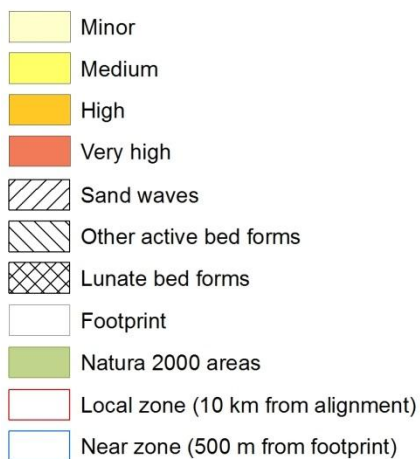 Minor
Medium
High
Very high
Sand waves
Other active bed forms
Lunate bed forms
Footprint
Natura 2000 areas
Local zone (10 km from alignment)
Near zone (500 m from footprint)